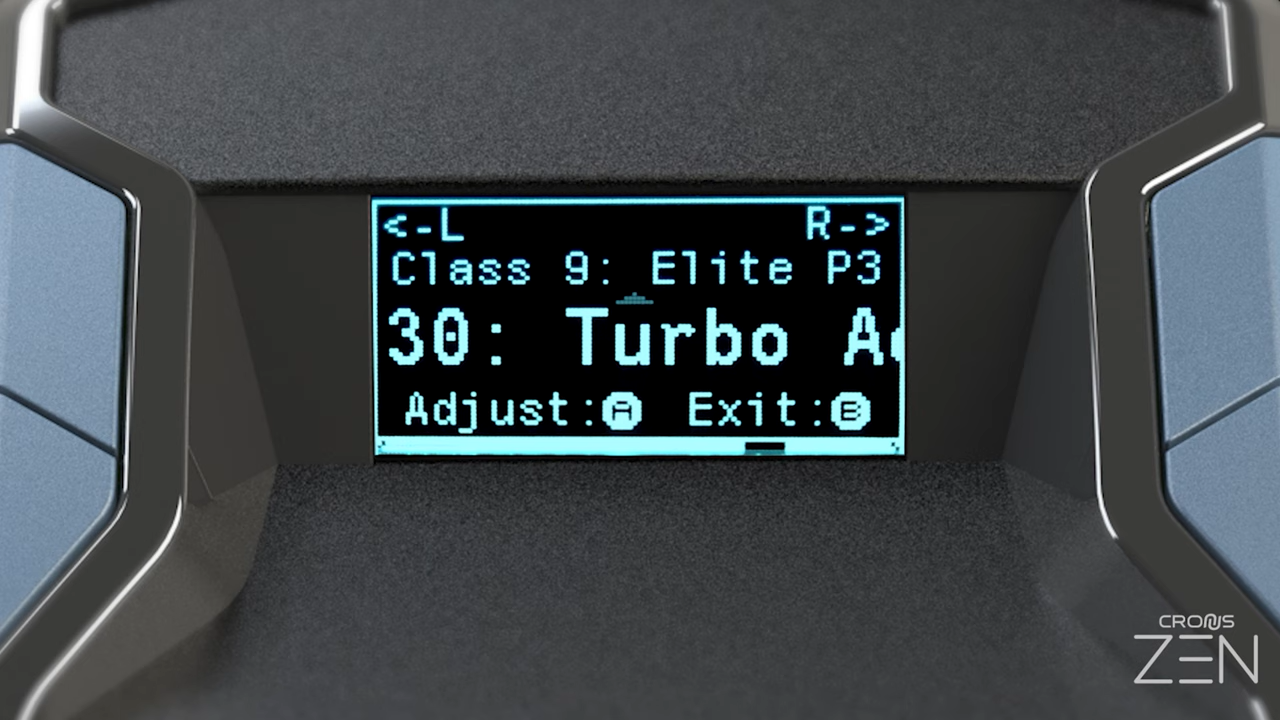 <-L R->
Class 9: Elite P3
30: Turbo A
Adjust:A Exit:B
CRONUS
ZEN